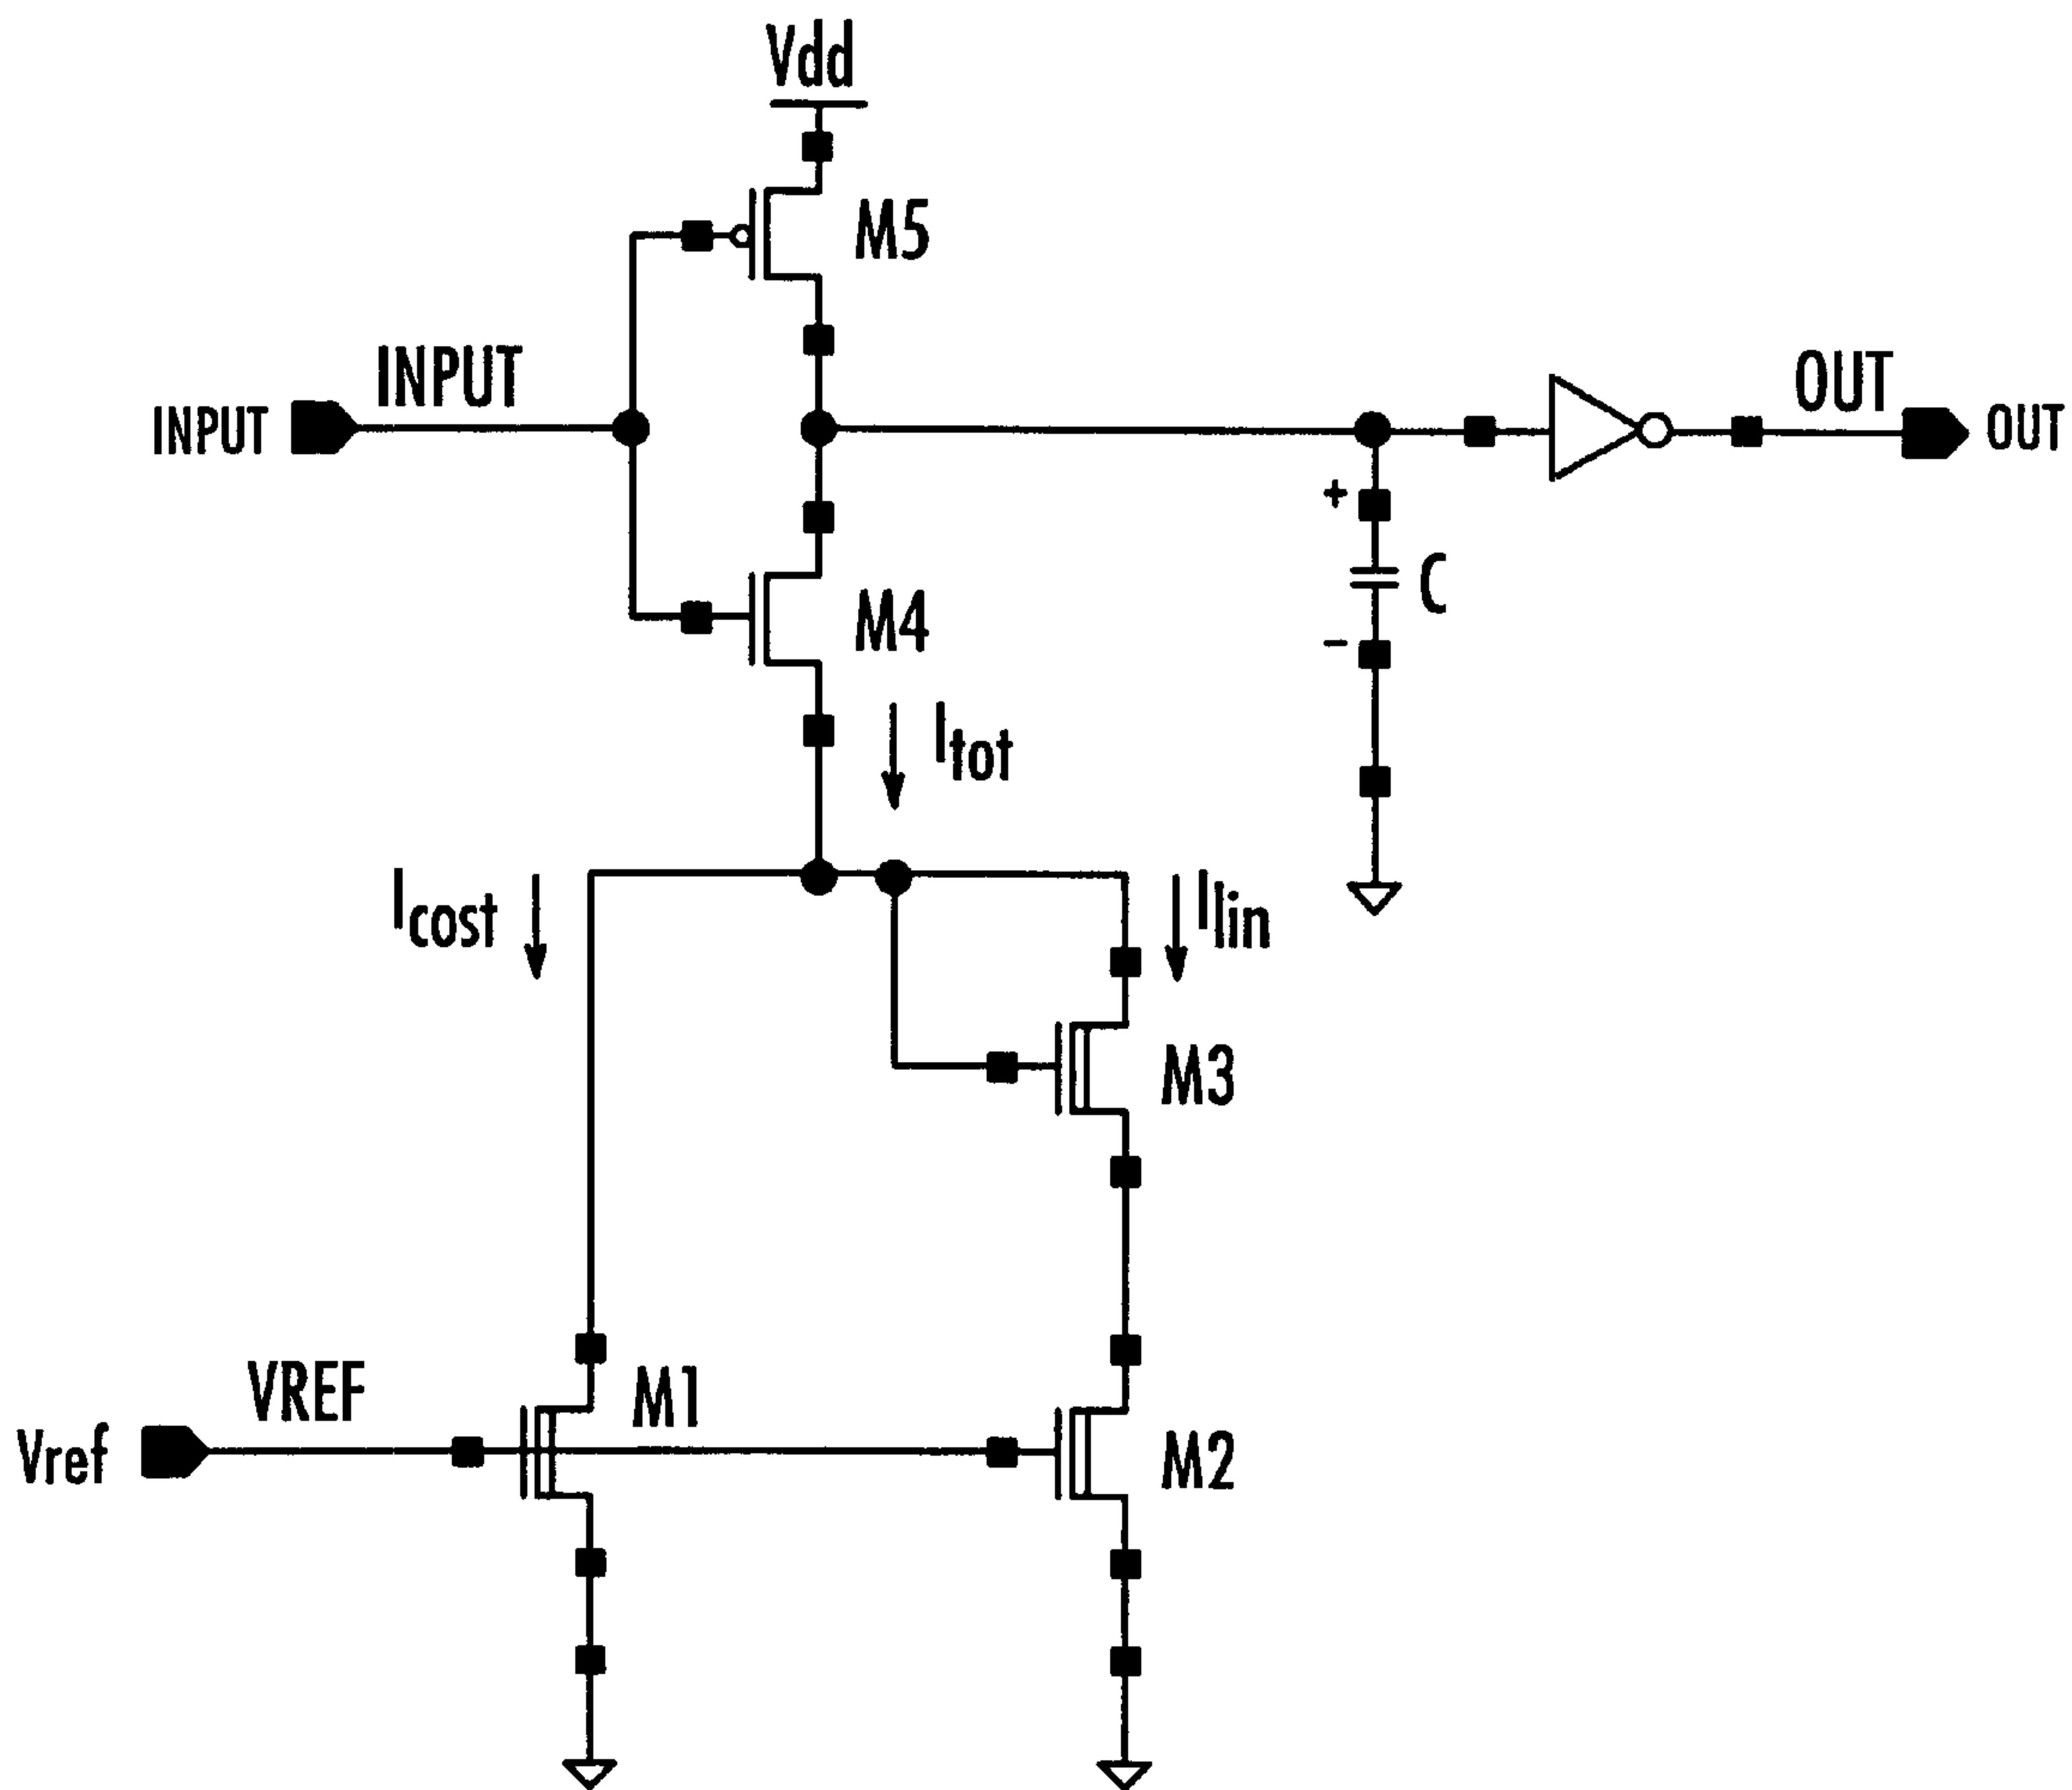 Vdd
M5
INPUT
INPUT
OUT
OUT
+
C
-
M4
Itot
Icost
Ilin
M3
VREF
M1
Vref
M2